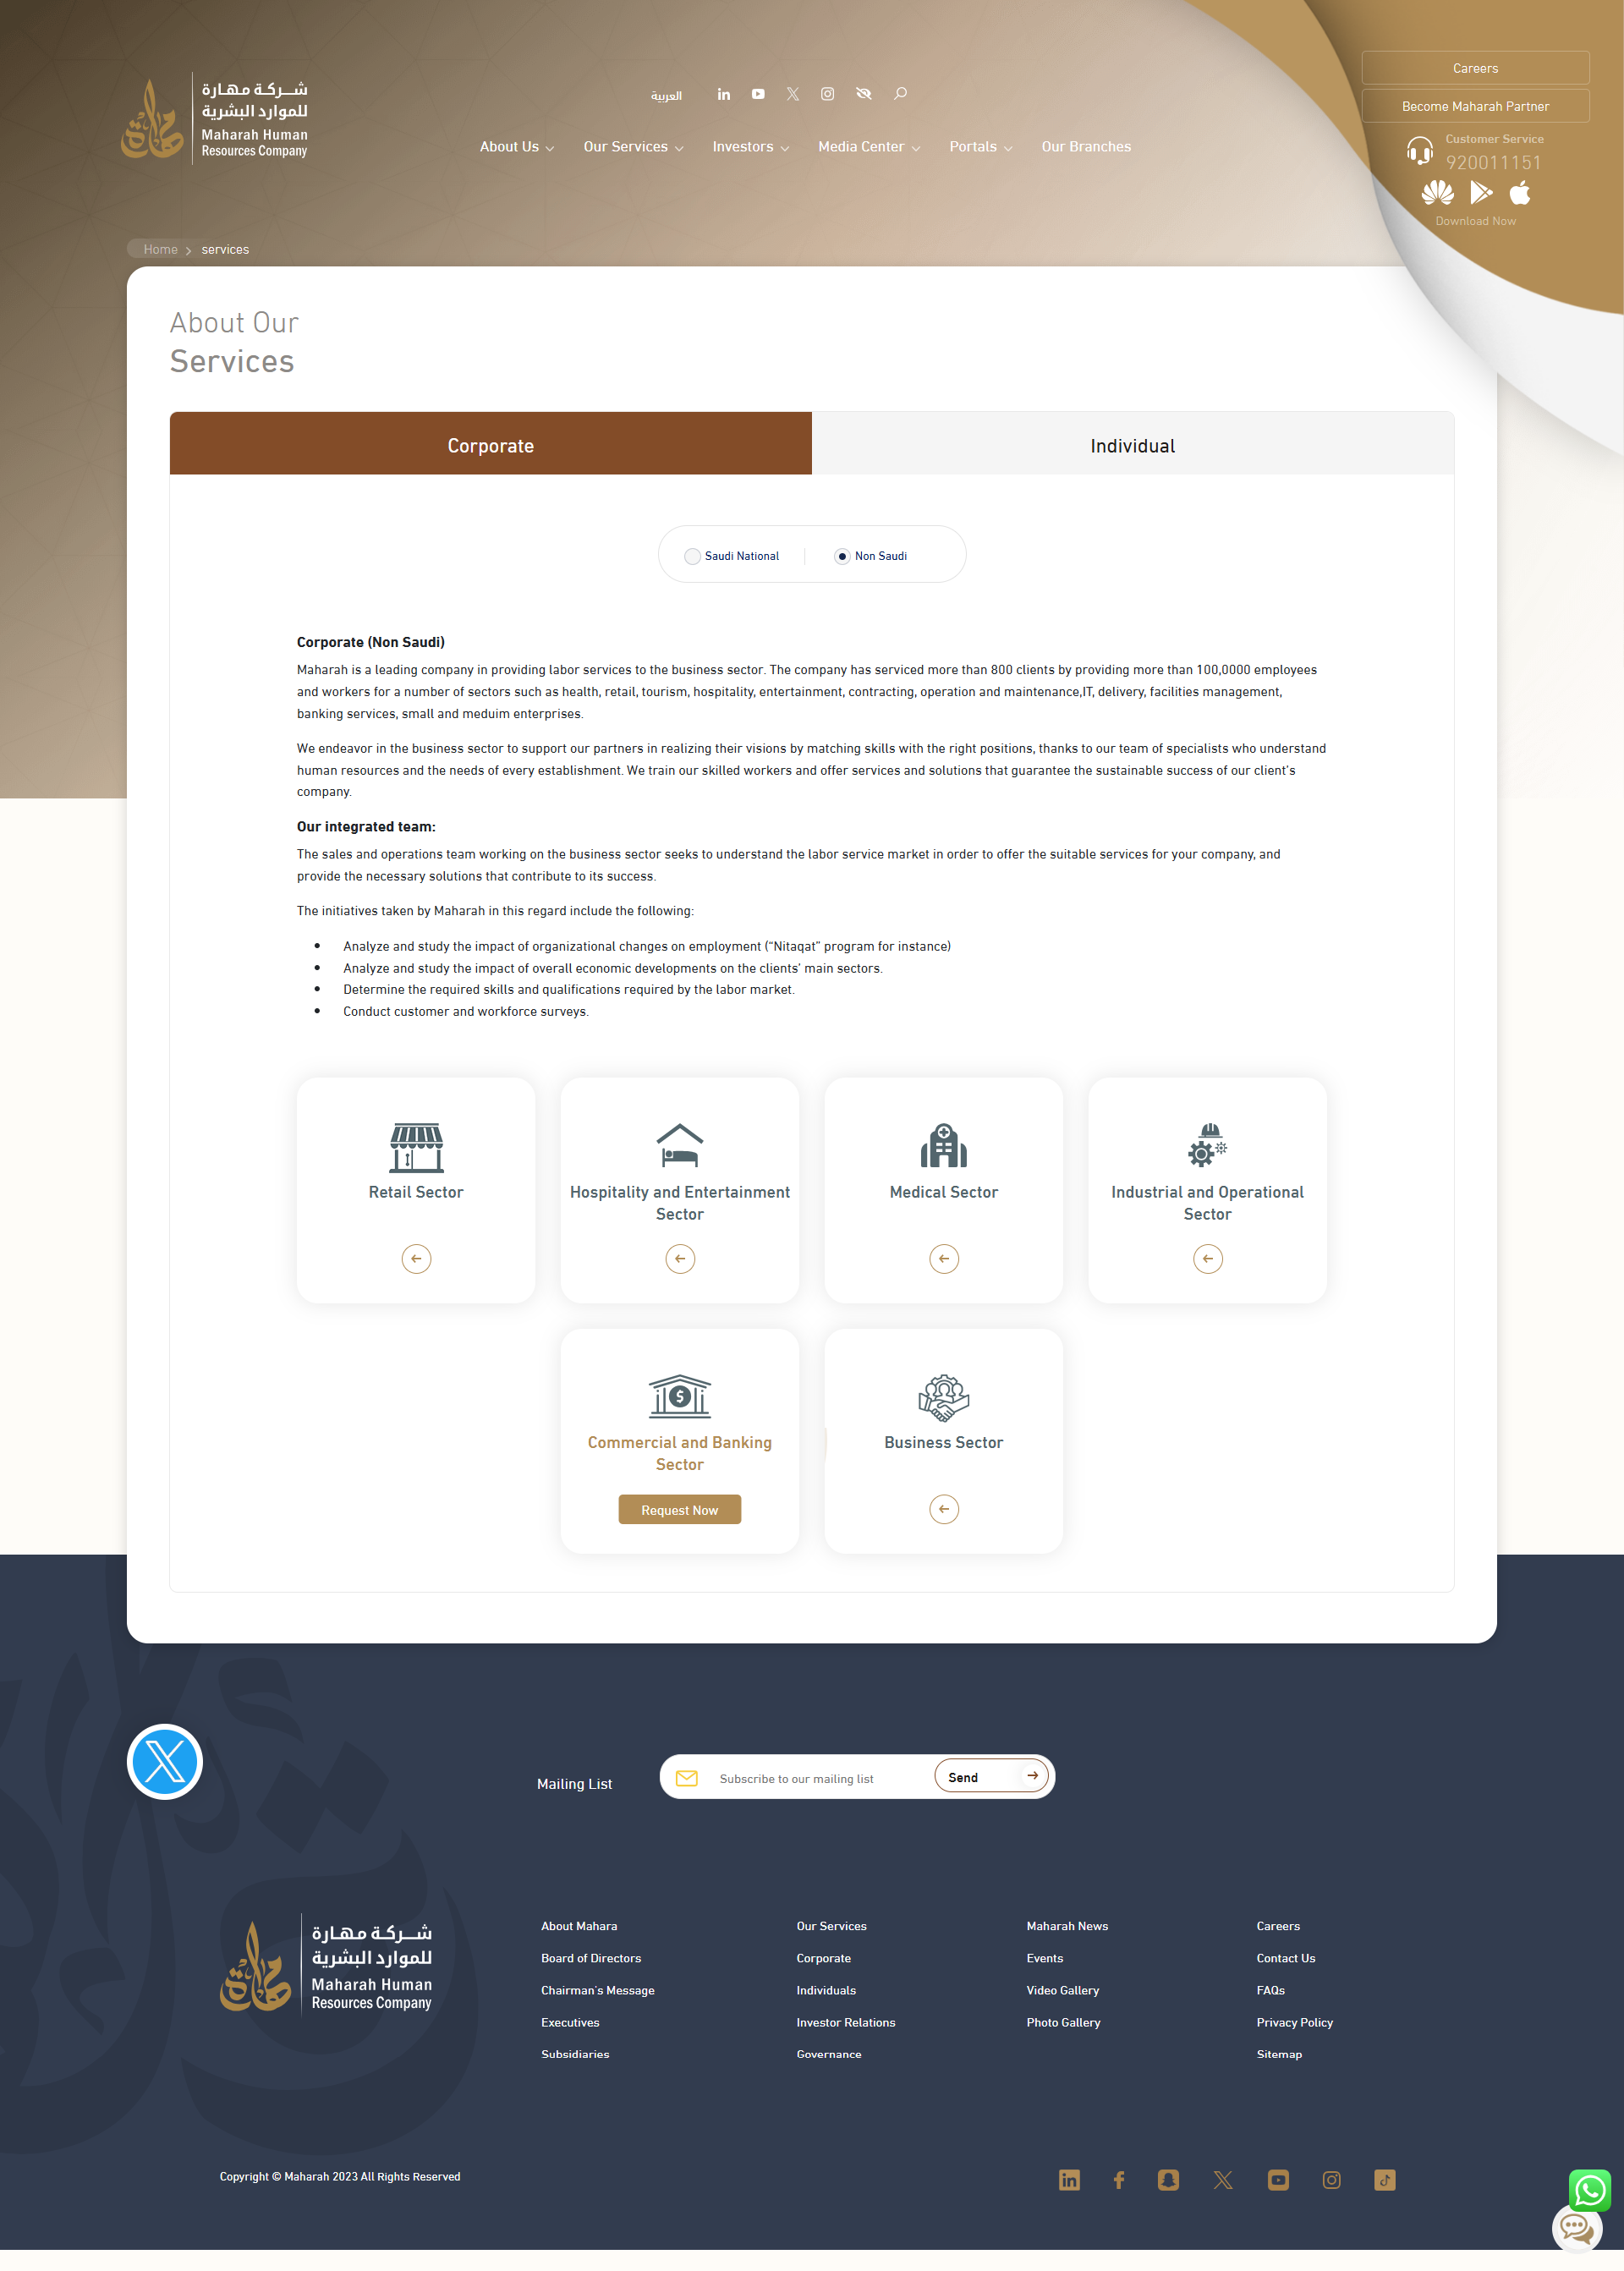 شركة مهارة
للموارد البشرية
Maharah Human
Resources Company
العربية
About Us
Our Services
Investors
Media Center
Portals
Our Branches
Careers
Become Maharah Partner
Customer Service
920011151
Download Now
Home
services
About Our
Services
Corporate
Individual
Saudi National
Non Saudi
Corporate (Non Saudi)
Maharah is a leading company in providing labor services to the business sector. The company has serviced more than 800 clients by providing more than 100,0000 employees
and workers for a number of sectors such as health, retail, tourism, hospitality, entertainment, contracting, operation and maintenance,IT, delivery, facilities management,
banking services, small and meduim enterprises.
We endeavor in the business sector to support our partners in realizing their visions by matching skills with the right positions, thanks to our team of specialists who understand
human resources and the needs of every establishment. We train our skilled workers and offer services and solutions that guarantee the sustainable success of our client's
company.
Our integrated team:
The sales and operations team working on the business sector seeks to understand the labor service market in order to offer the suitable services for your company, and
provide the necessary solutions that contribute to its success.
The initiatives taken by Maharah in this regard include the following:
• Analyze and study the impact of organizational changes on employment (“Nitaqat” program for instance)
• Analyze and study the impact of overall economic developments on the clients’ main sectors.
• Determine the required skills and qualifications required by the labor market.
• Conduct customer and workforce surveys.
Retail Sector
Hospitality and Entertainment
Sector
Medical Sector
Industrial and Operational
Sector
Commercial and Banking
Sector
Request Now
Business Sector
Mailing List
Subscribe to our mailing list
Send
شركة مهارة
للموارد البشرية
Maharah Human
Resources Company
About Mahara
Board of Directors
Chairman's Message
Executives
Subsidiaries
Our Services
Corporate
Individuals
Investor Relations
Governance
Maharah News
Events
Video Gallery
Photo Gallery
Careers
Contact Us
FAQs
Privacy Policy
Sitemap
Copyright © Maharah 2023 All Rights Reserved